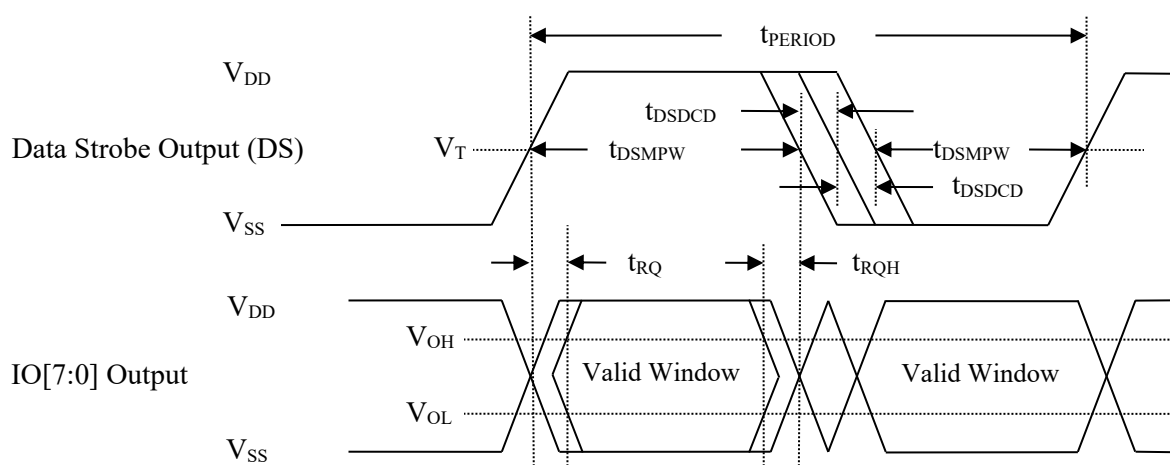 tPERIOD
VDD
tDSDCD
Data Strobe Output (DS)
VT
tDSMPW
tDSMPW
tDSDCD
VSS
tRQ
tRQH
VDD
VOH
IO[7:0] Output
Valid Window
Valid Window
VOL
VSS